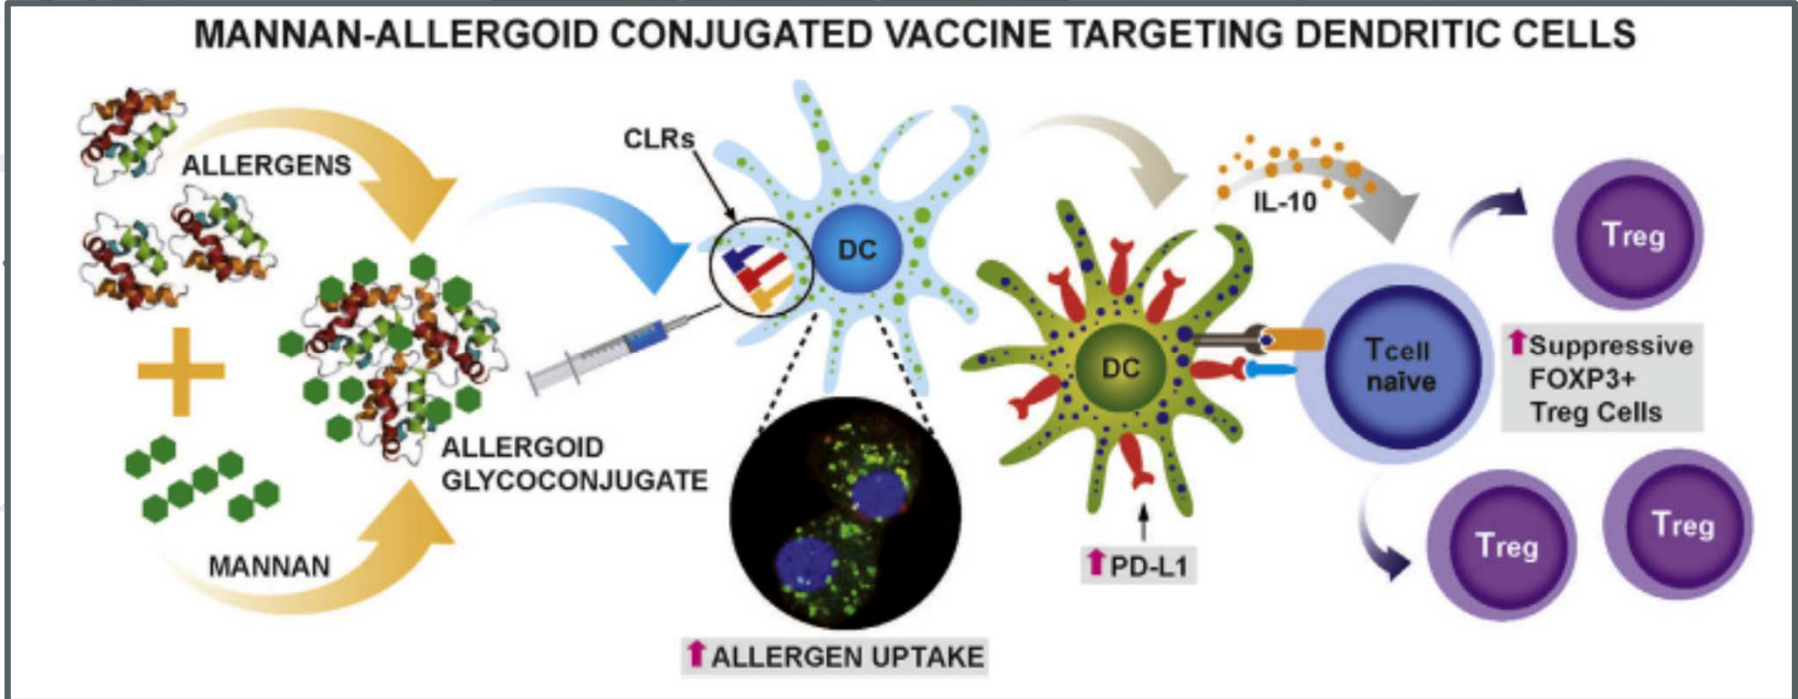 MANNAN-ALLERGOID CONJUGATED VACCINE TARGETING DENDRITIC CELLS
ALLERGENS
MANNAN
ALLERGOID
GLYCOCONJUGATE
CLRs
DC
ALLERGEN UPTAKE
DC
PD-L1
IL-10
Tcell
naïve
Treg
Suppressive
FOXP3+
Treg Cells
Treg
Treg